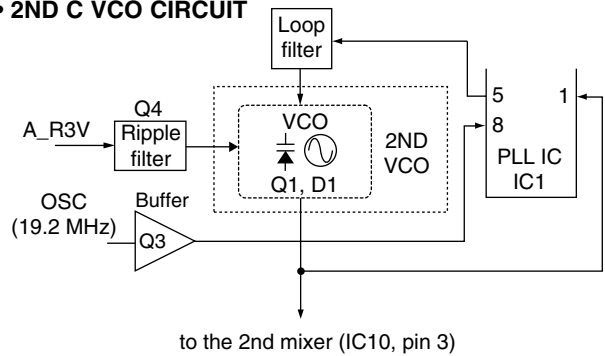 • 2ND C VCO CIRCUIT
Loop
filter
5
1
8
PLL IC
IC1
Q4
Ripple
filter
A_R3V
VCO
Q1, D1
2ND
VCO
OSC
(19.2 MHz)
Buffer
Q3
to the 2nd mixer (IC10, pin 3)